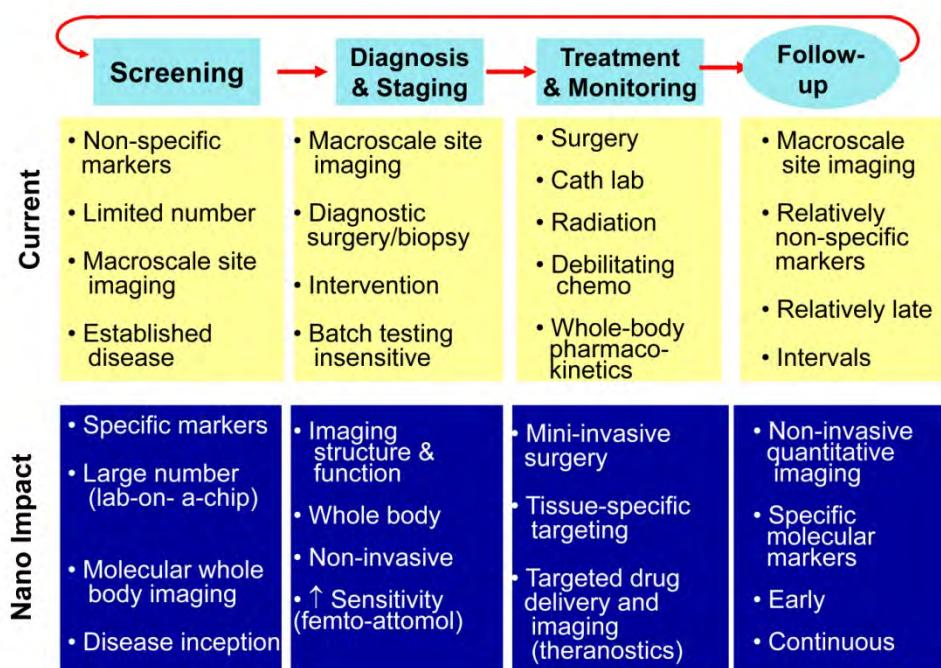 Screening
Diagnosis
& Staging
Treatment
& Monitoring
Follow-
up
Current
• Non-specific
markers
• Limited number
• Macroscale site
imaging
• Established
disease
• Macroscale site
imaging
• Diagnostic
surgery/biopsy
• Intervention
• Batch testing
insensitive
• Surgery
• Cath lab
• Radiation
• Debilitating
chemo
• Whole-body
pharmaco-
kinetics
• Macroscale
site imaging
• Relatively
non-specific
markers
• Relatively late
• Intervals
Nano Impact
• Specific markers
• Large number
(lab-on- a-chip)
• Molecular whole
body imaging
• Disease inception
• Imaging
structure &
function
• Whole body
• Non-invasive
• ↑ Sensitivity
(femto-attomol)
• Mini-invasive
surgery
• Tissue-specific
targeting
• Targeted drug
delivery and
imaging
(theranostics)
• Non-invasive
quantitative
imaging
• Specific
molecular
markers
• Early
• Continuous